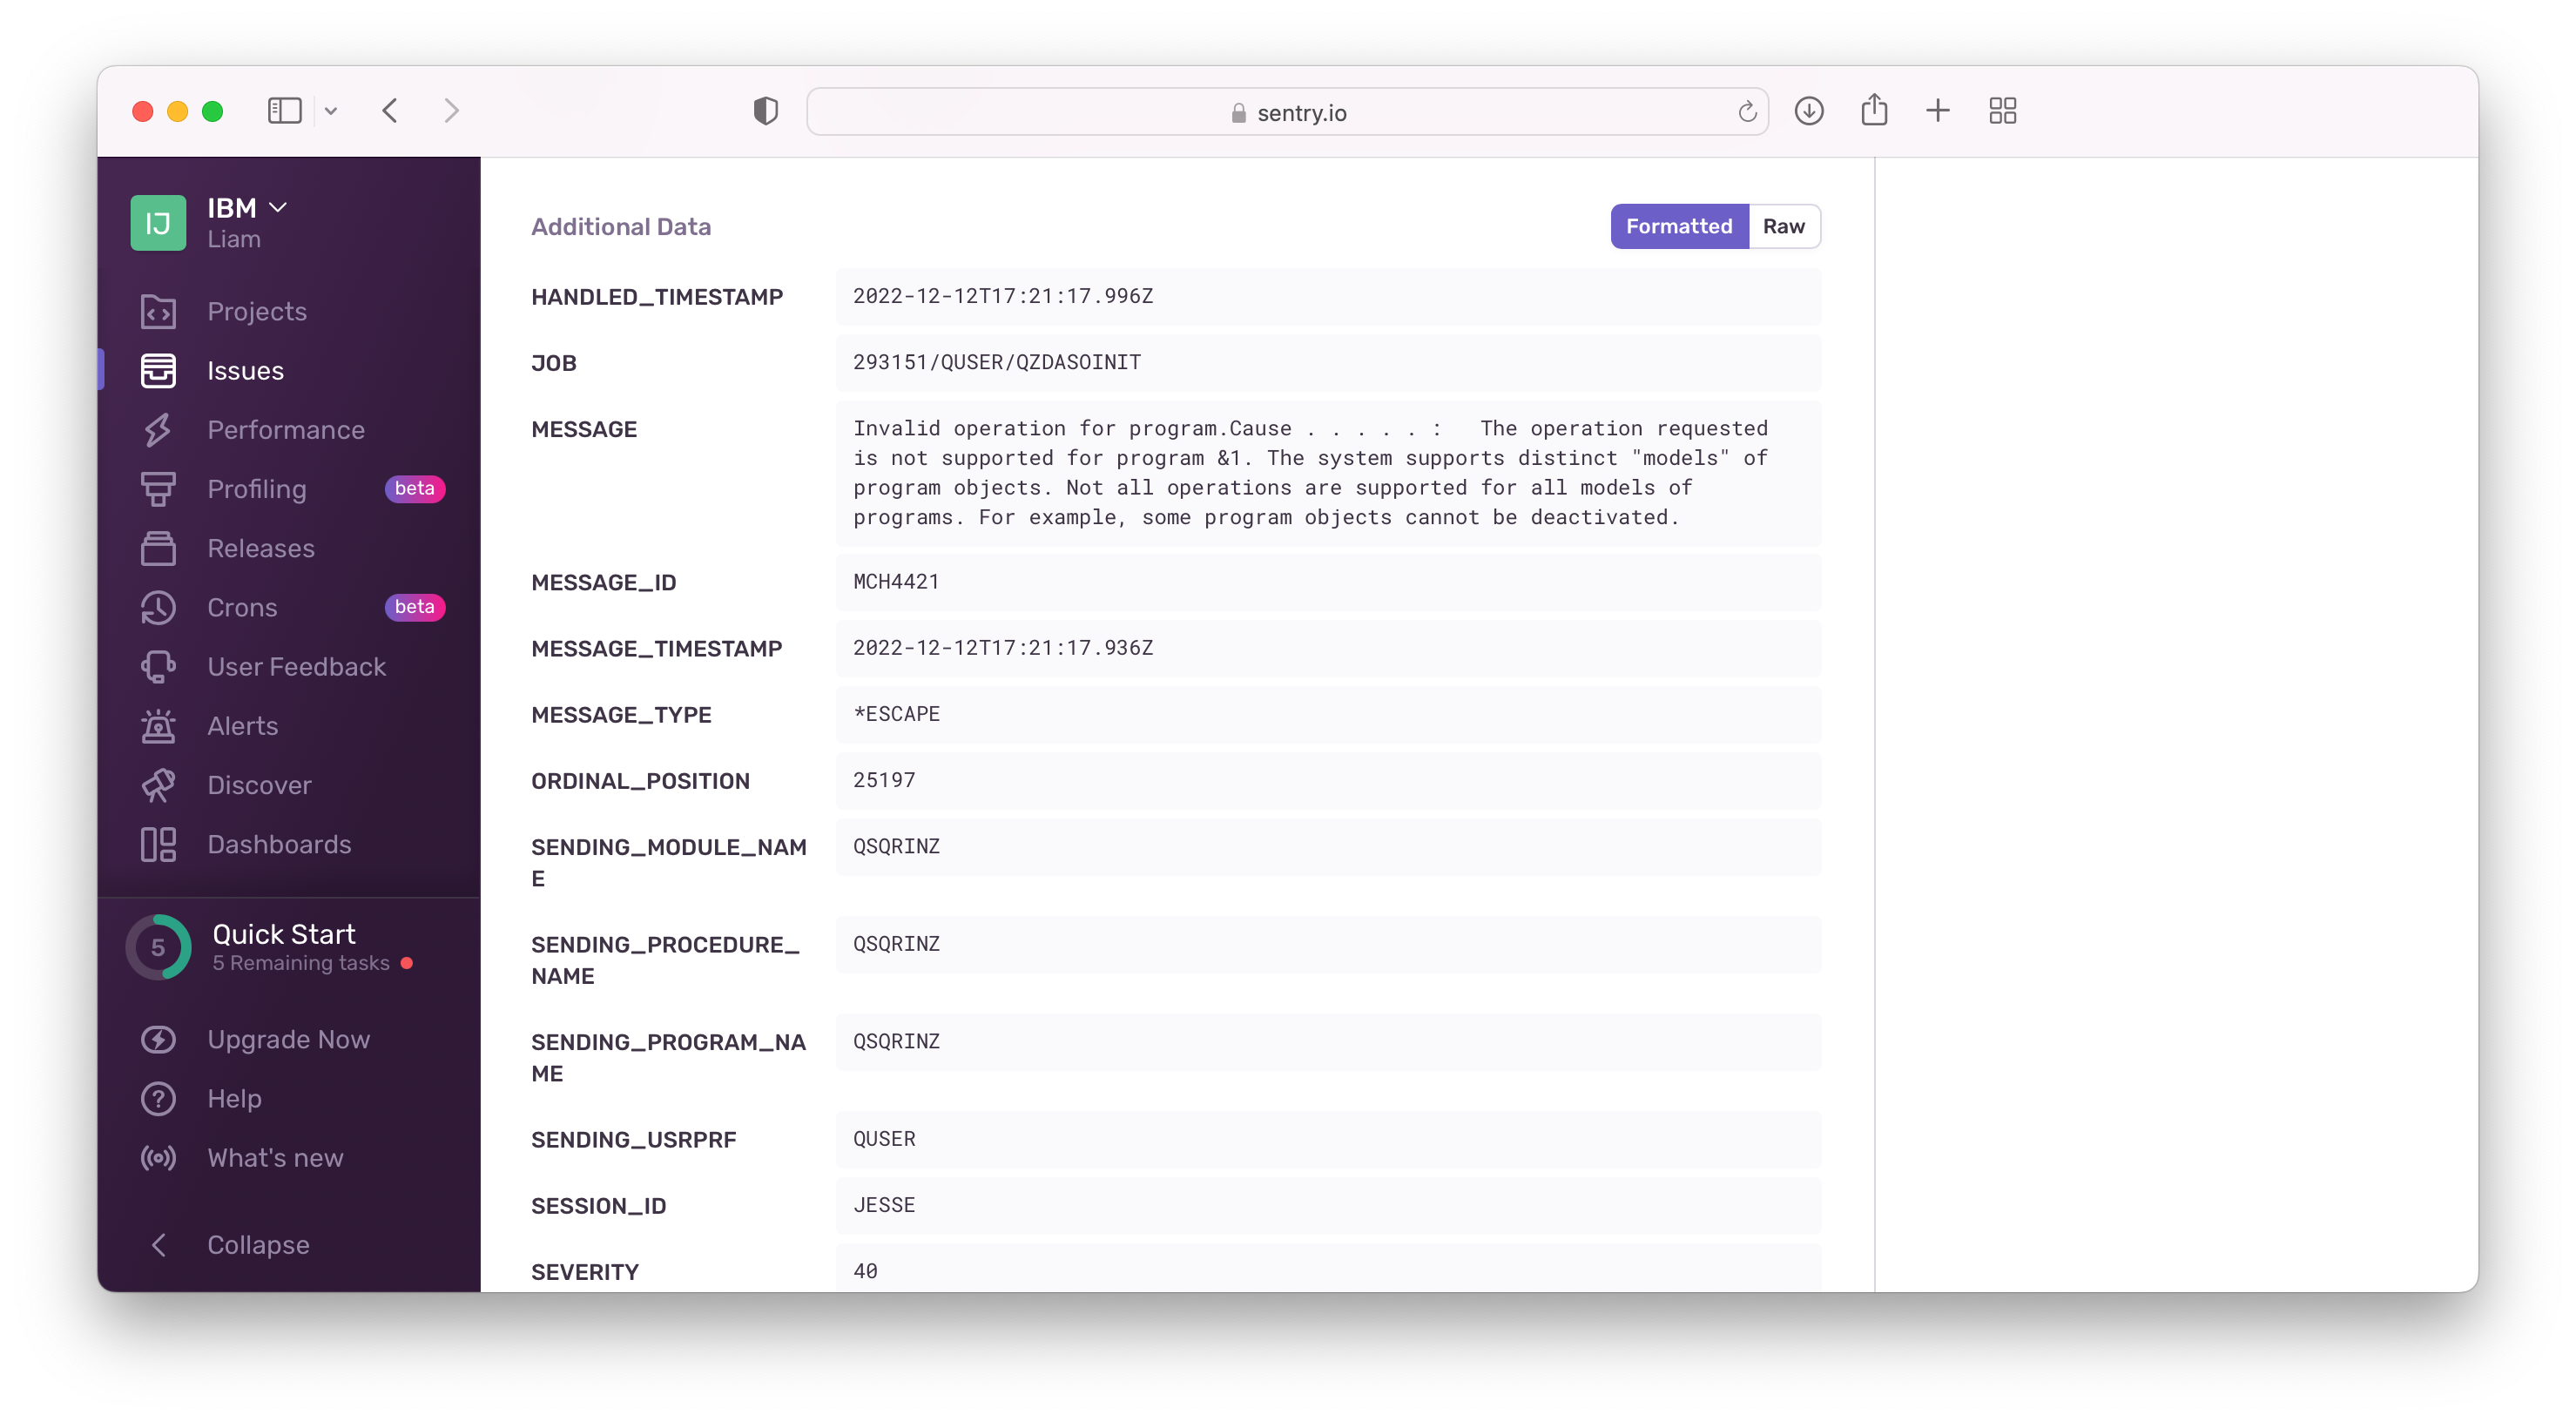 sentry.io
IJ
IBM
Liam
Projects
Issues
Performance
Profiling beta
Releases
Crons beta
User Feedback
Alerts
Discover
Dashboards
5
Quick Start
5 Remaining tasks
Upgrade Now
Help
What's new
Collapse
Additional Data
Formatted Raw
HANDLED_TIMESTAMP 2022-12-12T17:21:17.996Z
JOB 293151/QUSER/QZDASOINIT
MESSAGE Invalid operation for program.Cause . . . . . :   The operation requested
is not supported for program &1. The system supports distinct "models" of
program objects. Not all operations are supported for all models of
programs. For example, some program objects cannot be deactivated.
MESSAGE_ID MCH4421
MESSAGE_TIMESTAMP 2022-12-12T17:21:17.936Z
MESSAGE_TYPE *ESCAPE
ORDINAL_POSITION 25197
SENDING_MODULE_NAM QSQRINZ
E
SENDING_PROCEDURE_ QSQRINZ
NAME
SENDING_PROGRAM_NA QSQRINZ
ME
SENDING_USRPRF QUSER
SESSION_ID JESSE
SEVERITY 40